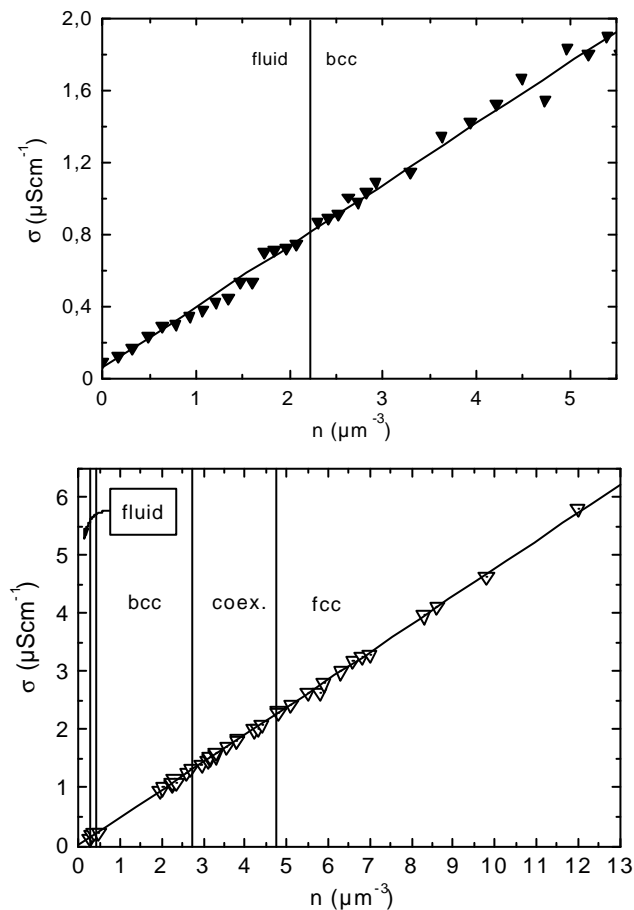 2,0
1,6
1,2
0,8
0,4
0
σ (µScm⁻¹)
fluid bcc
0 1 2 3 4 5
n (µm⁻³)
6
5
4
3
2
1
0
σ (µScm⁻¹)
fluid
bcc coex. fcc
0 1 2 3 4 5 6 7 8 9 10 11 12 13
n (µm⁻³)